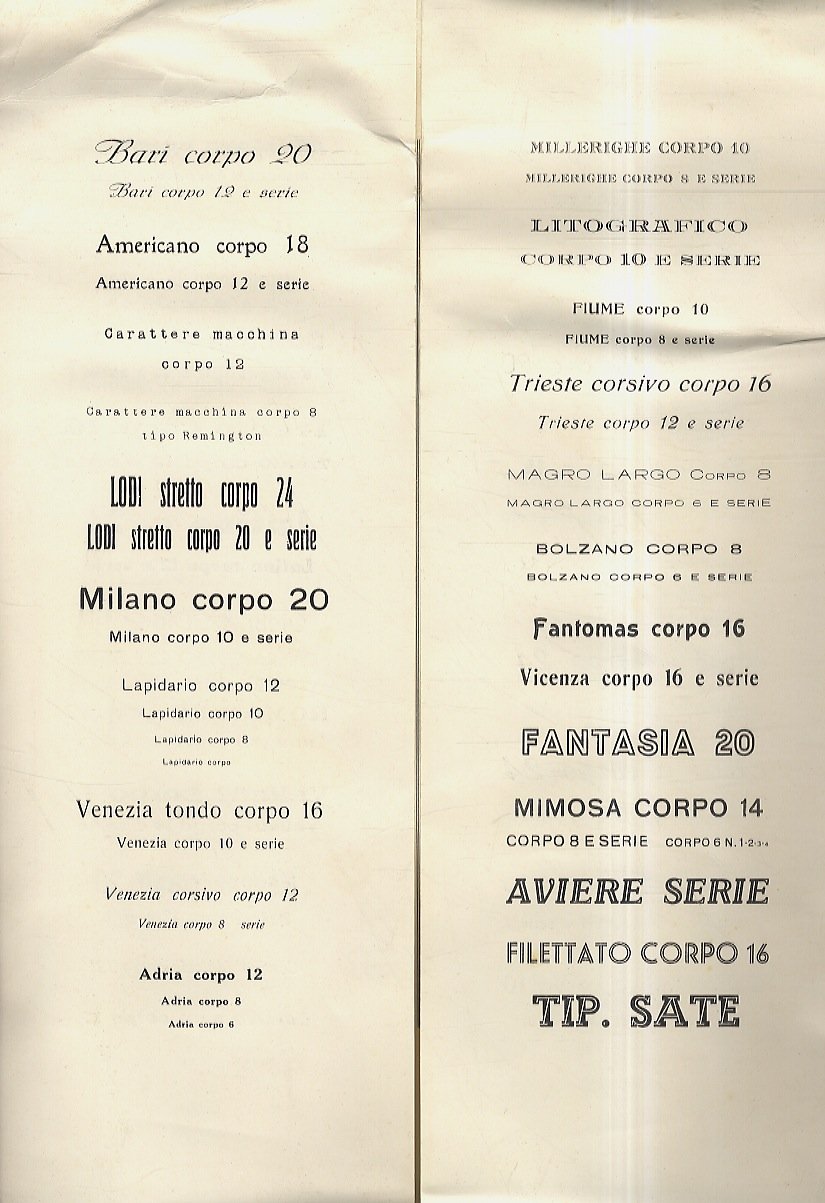 Bari corpo 20
Bari corpo 12 e serie
Americano corpo 18
Americano corpo 12 e serie
Carattere macchina
corpo 12
Carattere macchina corpo 8
tipo Remington
LODI stretto corpo 24
LODI stretto corpo 20 e serie
Milano corpo 20
Milano corpo 10 e serie
Lapidario corpo 12
Lapidario corpo 10
Lapidario corpo 8
Lapidario corpo
Venezia tondo corpo 16
Venezia corpo 10 e serie
Venezia corsivo corpo 12
Venezia corpo 8 serie
Adria corpo 12
Adria corpo 8
Adria corpo 6
MILLERIGHE CORPO 10
MILLERIGHE CORPO 8 E SERIE
LITOGRAFICO
CORPO 10 E SERIE
FIUME corpo 10
FIUME corpo 8 e serie
Trieste corsivo corpo 16
Trieste corpo 12 e serie
MAGRO LARGO CORPO 8
MAGRO LARGO CORPO 6 E SERIE
BOLZANO CORPO 8
BOLZANO CORPO 6 E SERIE
Fantomas corpo 16
Vicenza corpo 16 e serie
FANTASIA 20
MIMOSA CORPO 14
CORPO 8 E SERIE CORPO 6 N. 1-2-3-4
AVIERE SERIE
FILETTATO CORPO 16
TIP. SATE